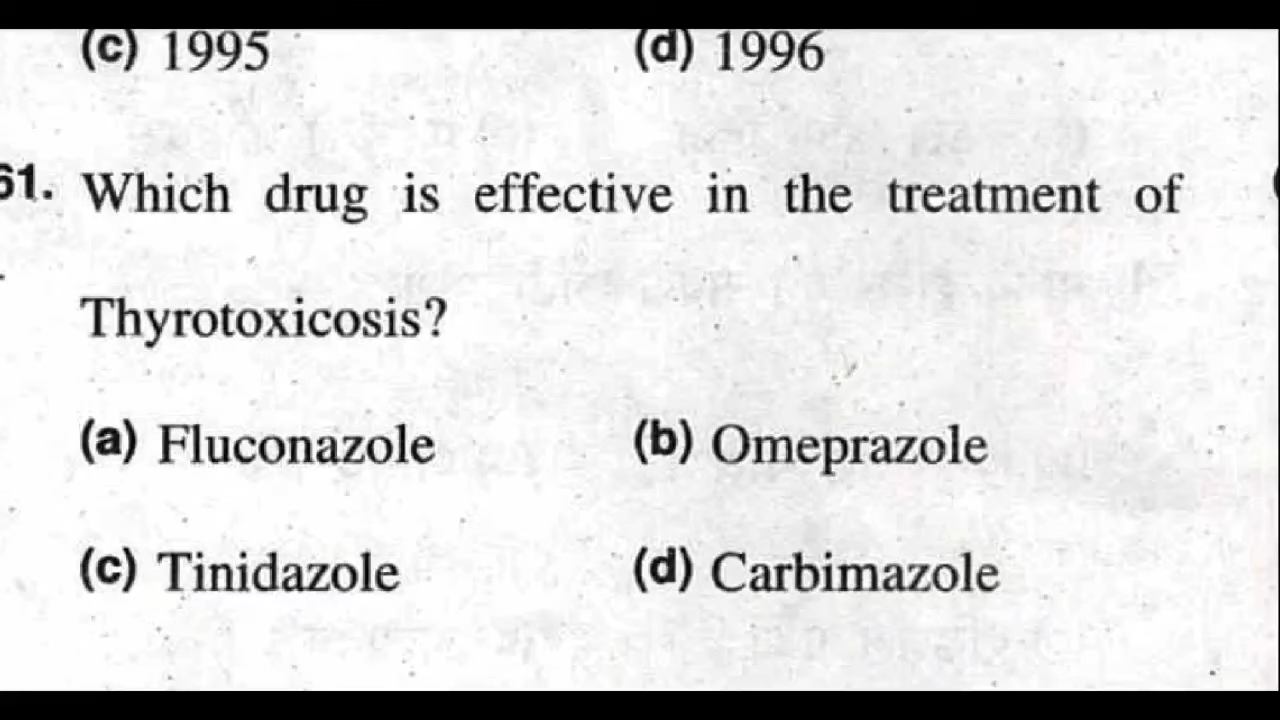 (c) 1995 (d) 1996
61. Which drug is effective in the treatment of
Thyrotoxicosis?
(a) Fluconazole (b) Omeprazole
(c) Tinidazole (d) Carbimazole